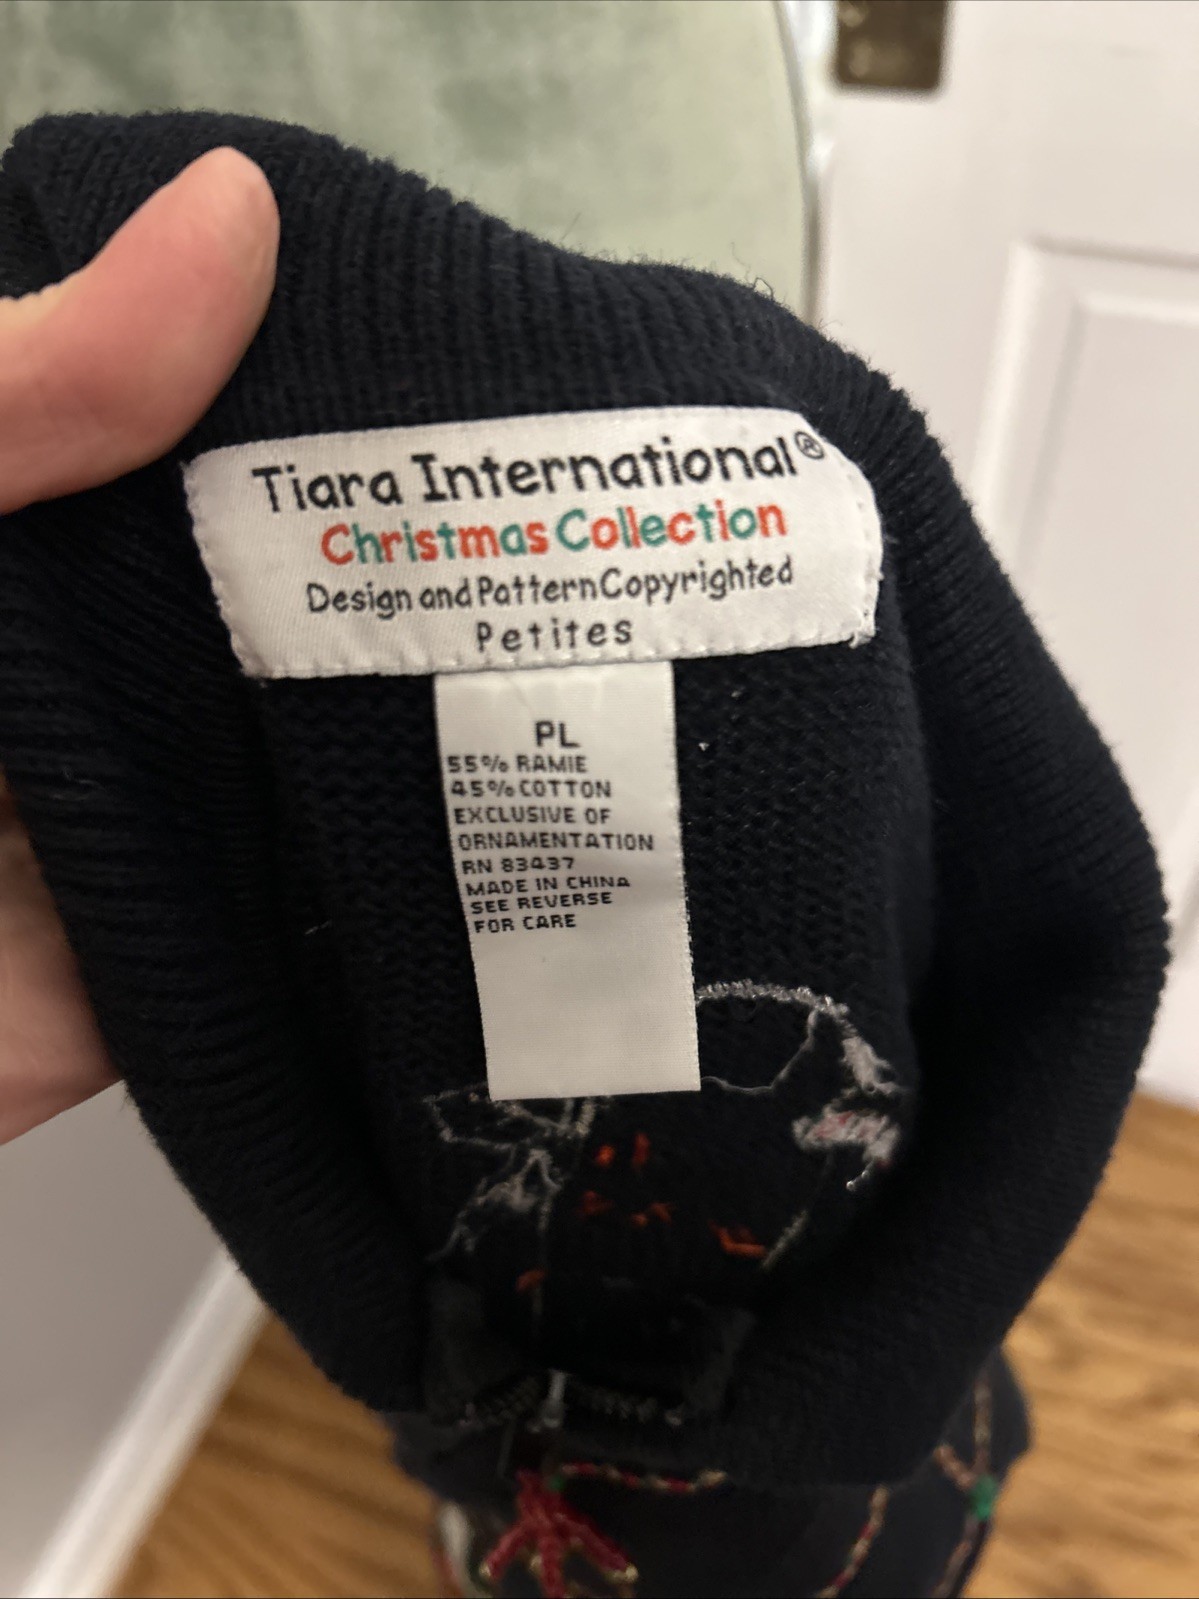 Tiara International®
Christmas Collection
Design and Pattern Copyrighted
Petites
PL
55% RAMIE
45% COTTON
EXCLUSIVE OF
ORNAMENTATION
RN 83437
MADE IN CHINA
SEE REVERSE
FOR CARE